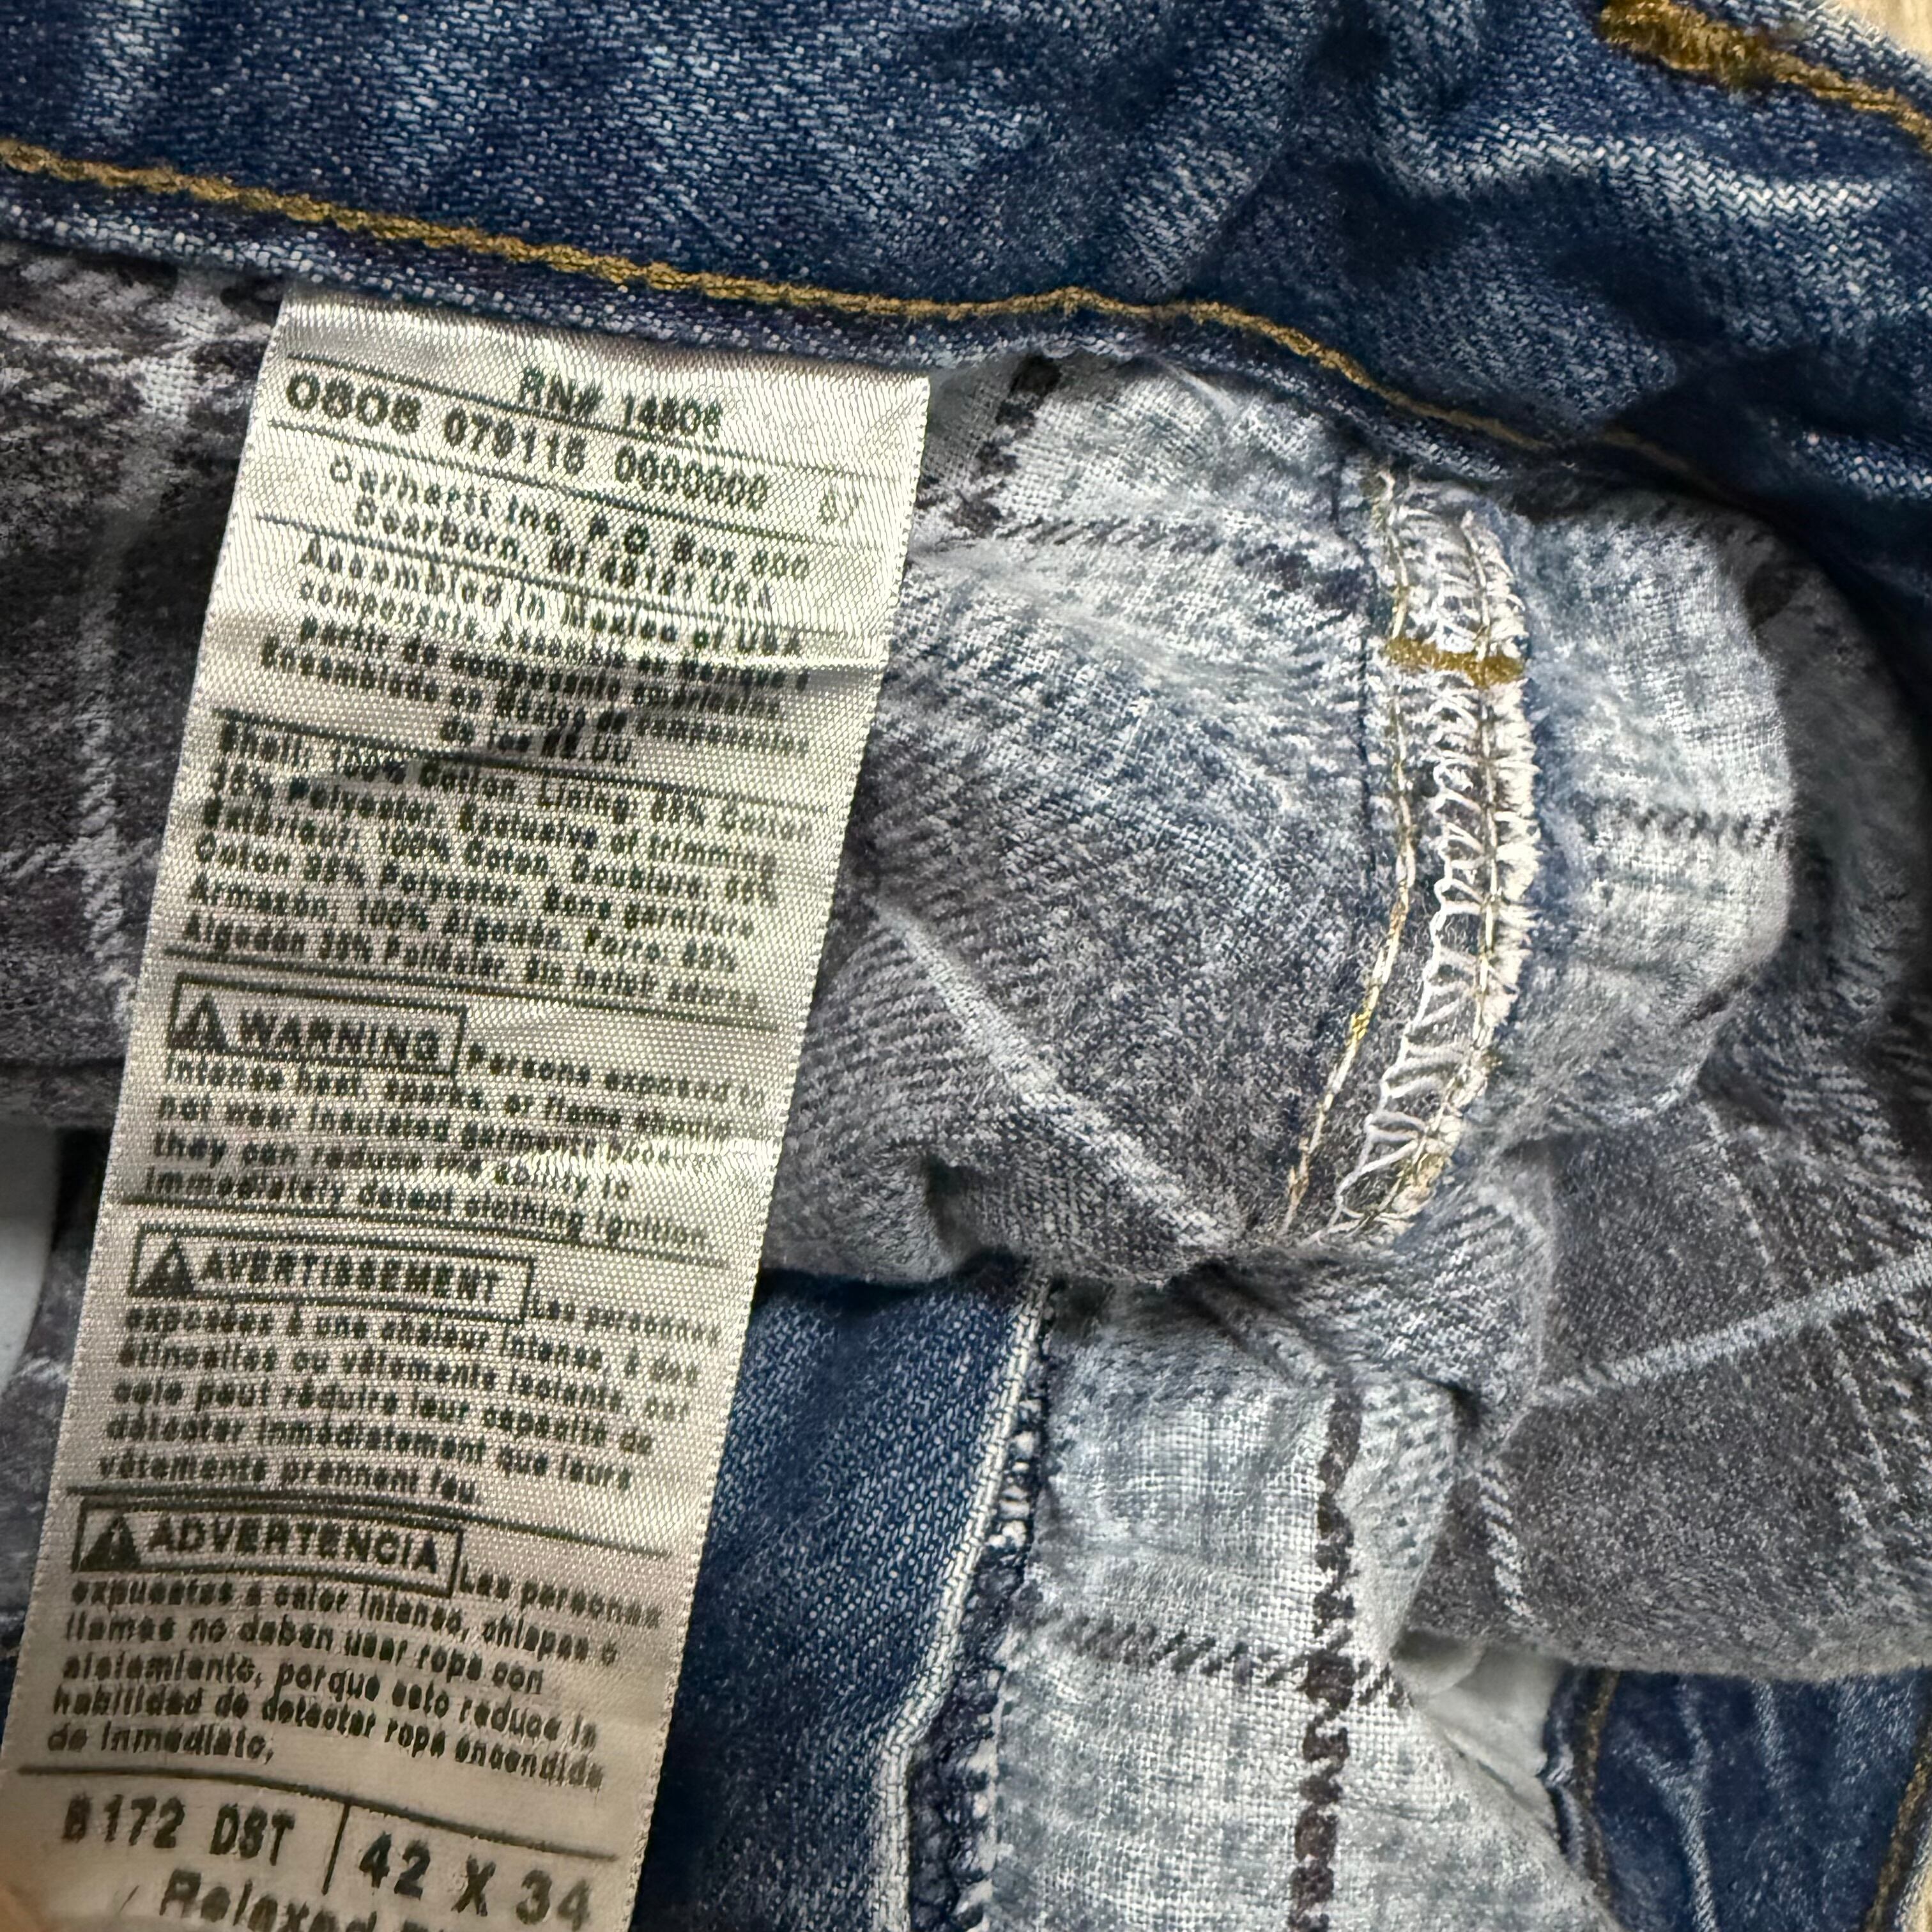 RN# 14806
0808 079115 0000000 67
Carhartt Inc, P.O. Box 600
Dearborn, MI 48121 USA
Assembled in Mexico of USA
components. Assemblé en Mexique à
Partir de composants américains
Ensamblado en México de componentes
de los EE.UU.
Shell: 100% Cotton. Lining: 65% Cotton
35% Polyester. Exclusive of trimming
Extérieur: 100% Coton. Doublure: 65%
Coton 35% Polyester. Sans garniture
Armazón: 100% Algodón. Forro: 65%
Algodón 35% Poliéster. Sin incluir adorno
WARNING Persons exposed to
intense heat, sparks, or flame should
not wear insulated garments because
they can reduce the ability to
immediately detect clothing ignition.
AVERTISSEMENT Les personnes
exposées à une chaleur intense, à des
étincelles ou vêtements isolants, car
cela peut réduire leur capacité de
détecter immédiatement que leurs
vêtements prennent feu.
ADVERTENCIA Las personas
expuestas a calor intenso, chispas o
llamas no deben usar ropa con
aislamiento, porque esto reduce la
habilidad de detectar ropa encendida
de inmediato,
B172 DST 42 X 34
Relaxed